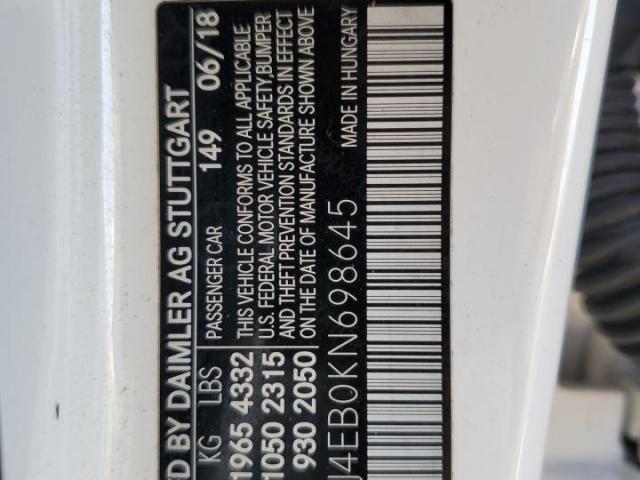 ED BY DAIMLER AG STUTTGART
KG LBS PASSENGER CAR 149 06/18
1965 4332 THIS VEHICLE CONFORMS TO ALL APPLICABLE
U.S. FEDERAL MOTOR VEHICLE SAFETY, BUMPER
1050 2315 AND THEFT PREVENTION STANDARDS IN EFFECT
930 2050 ON THE DATE OF MANUFACTURE SHOWN ABOVE
MADE IN HUNGARY
J4EB0KN698645